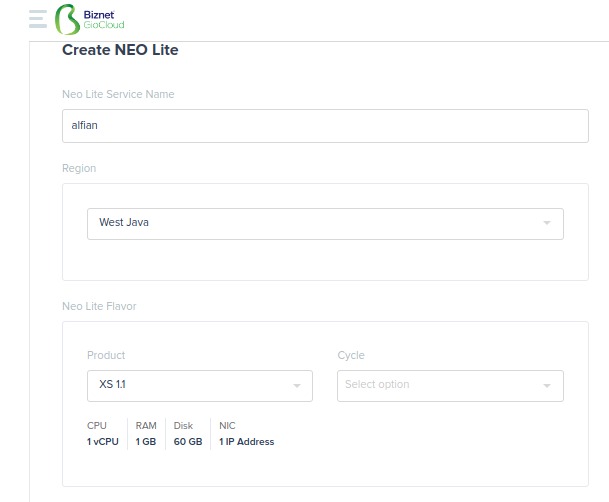 Biznet
GioCloud
Create NEO Lite
Neo Lite Service Name
alfian
Region
West Java
Neo Lite Flavor
Product Cycle
XS 1.1 Select option
CPU RAM Disk NIC
1 vCPU 1 GB 60 GB 1 IP Address